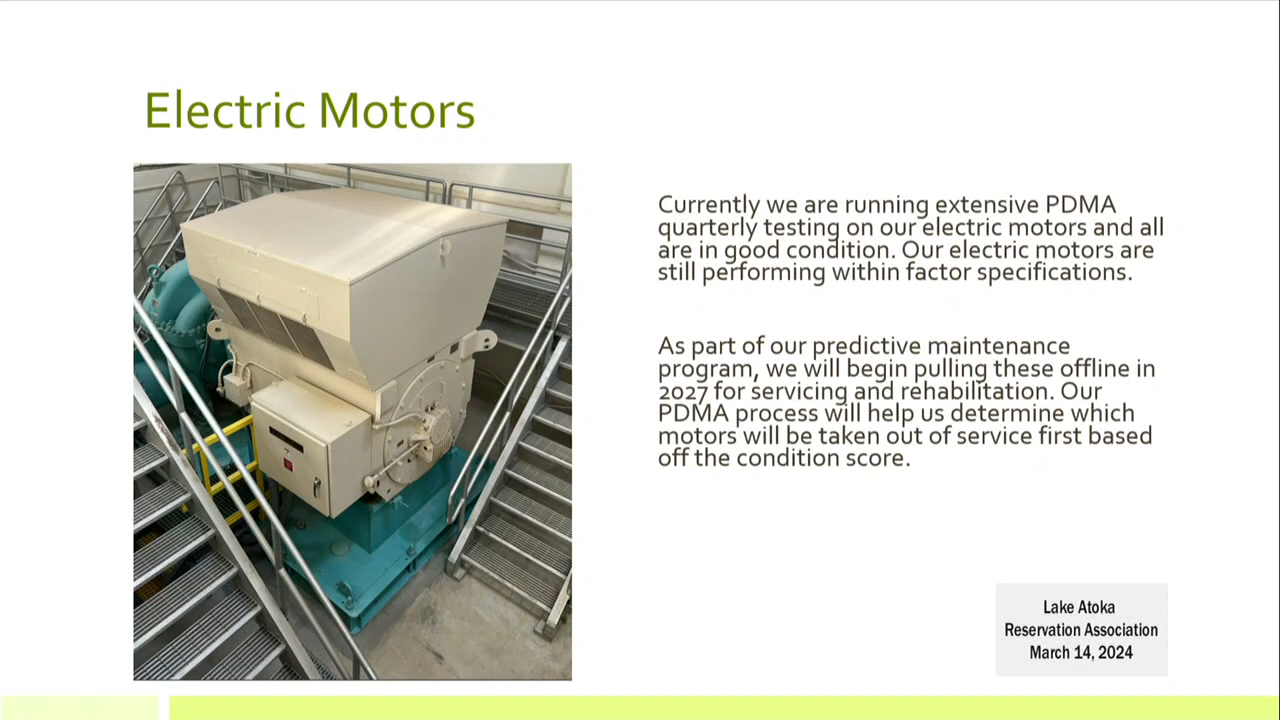 Electric Motors
Currently we are running extensive PDMA
quarterly testing on our electric motors and all
are in good condition. Our electric motors are
still performing within factor specifications.
As part of our predictive maintenance
program, we will begin pulling these offline in
2027 for servicing and rehabilitation. Our
PDMA process will help us determine which
motors will be taken out of service first based
off the condition score.
Lake Atoka
Reservation Association
March 14, 2024